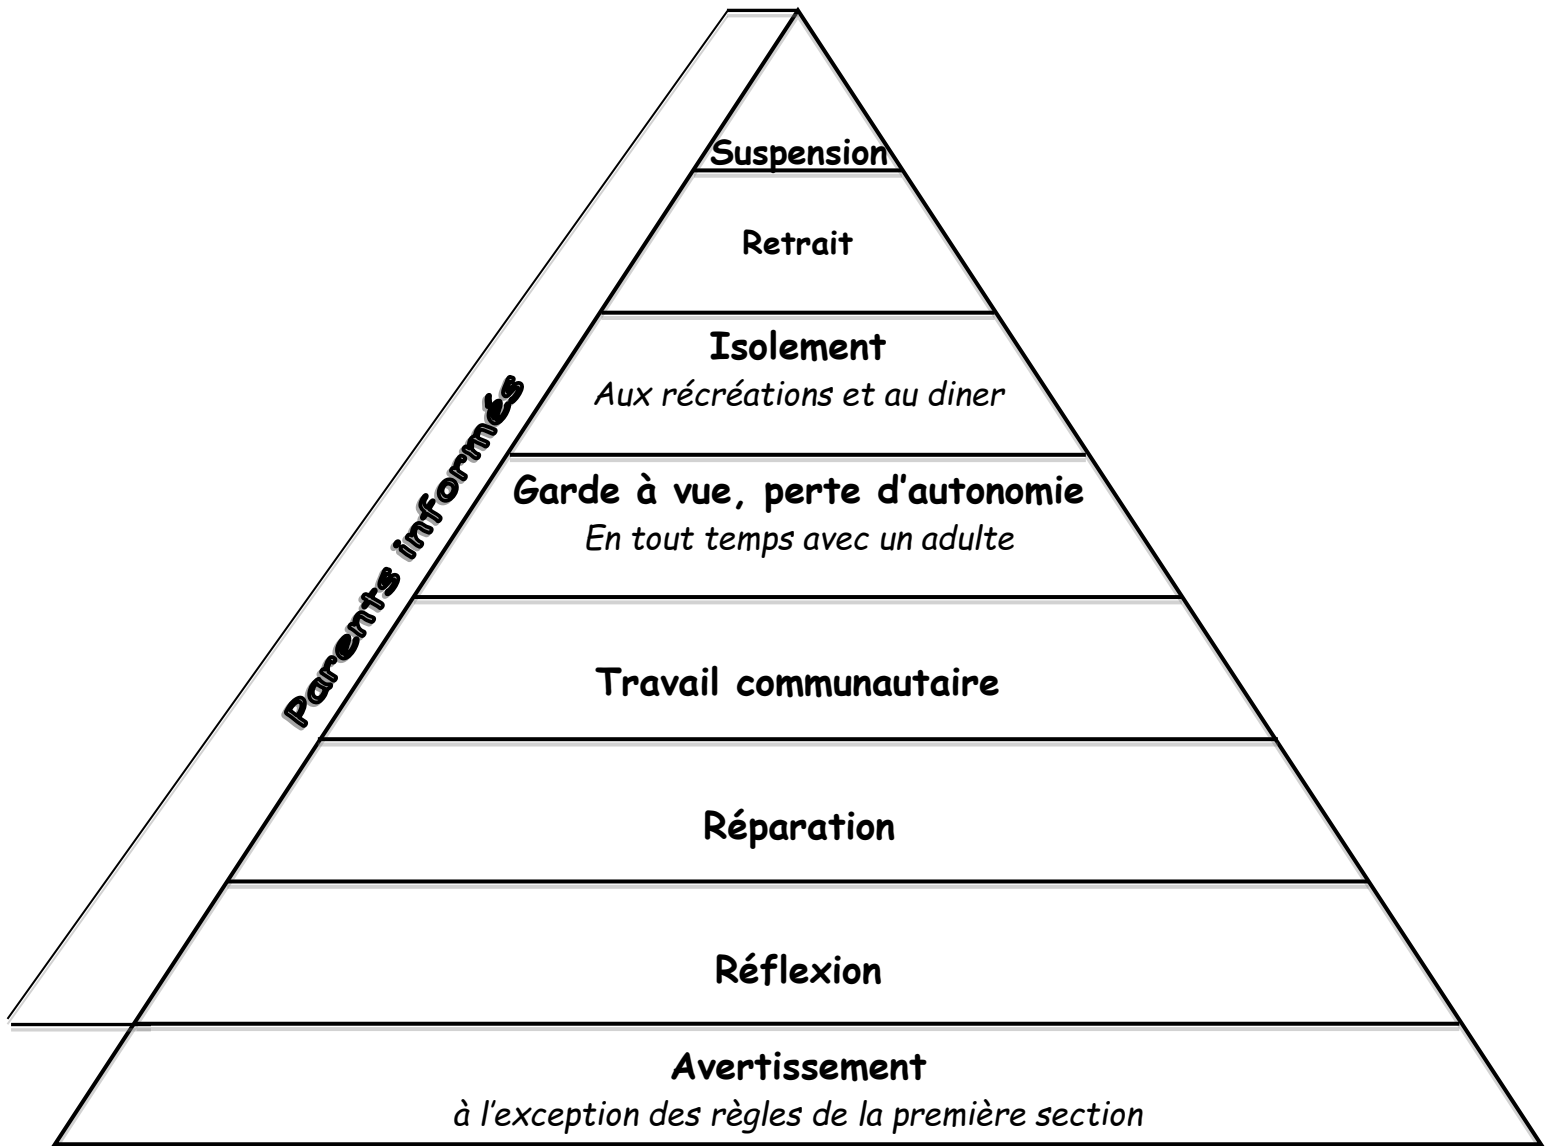 Suspension
Retrait
Isolement
Aux récréations et au diner
Garde à vue, perte d'autonomie
En tout temps avec un adulte
Parents informés
Travail communautaire
Réparation
Réflexion
Avertissement
à l'exception des règles de la première section